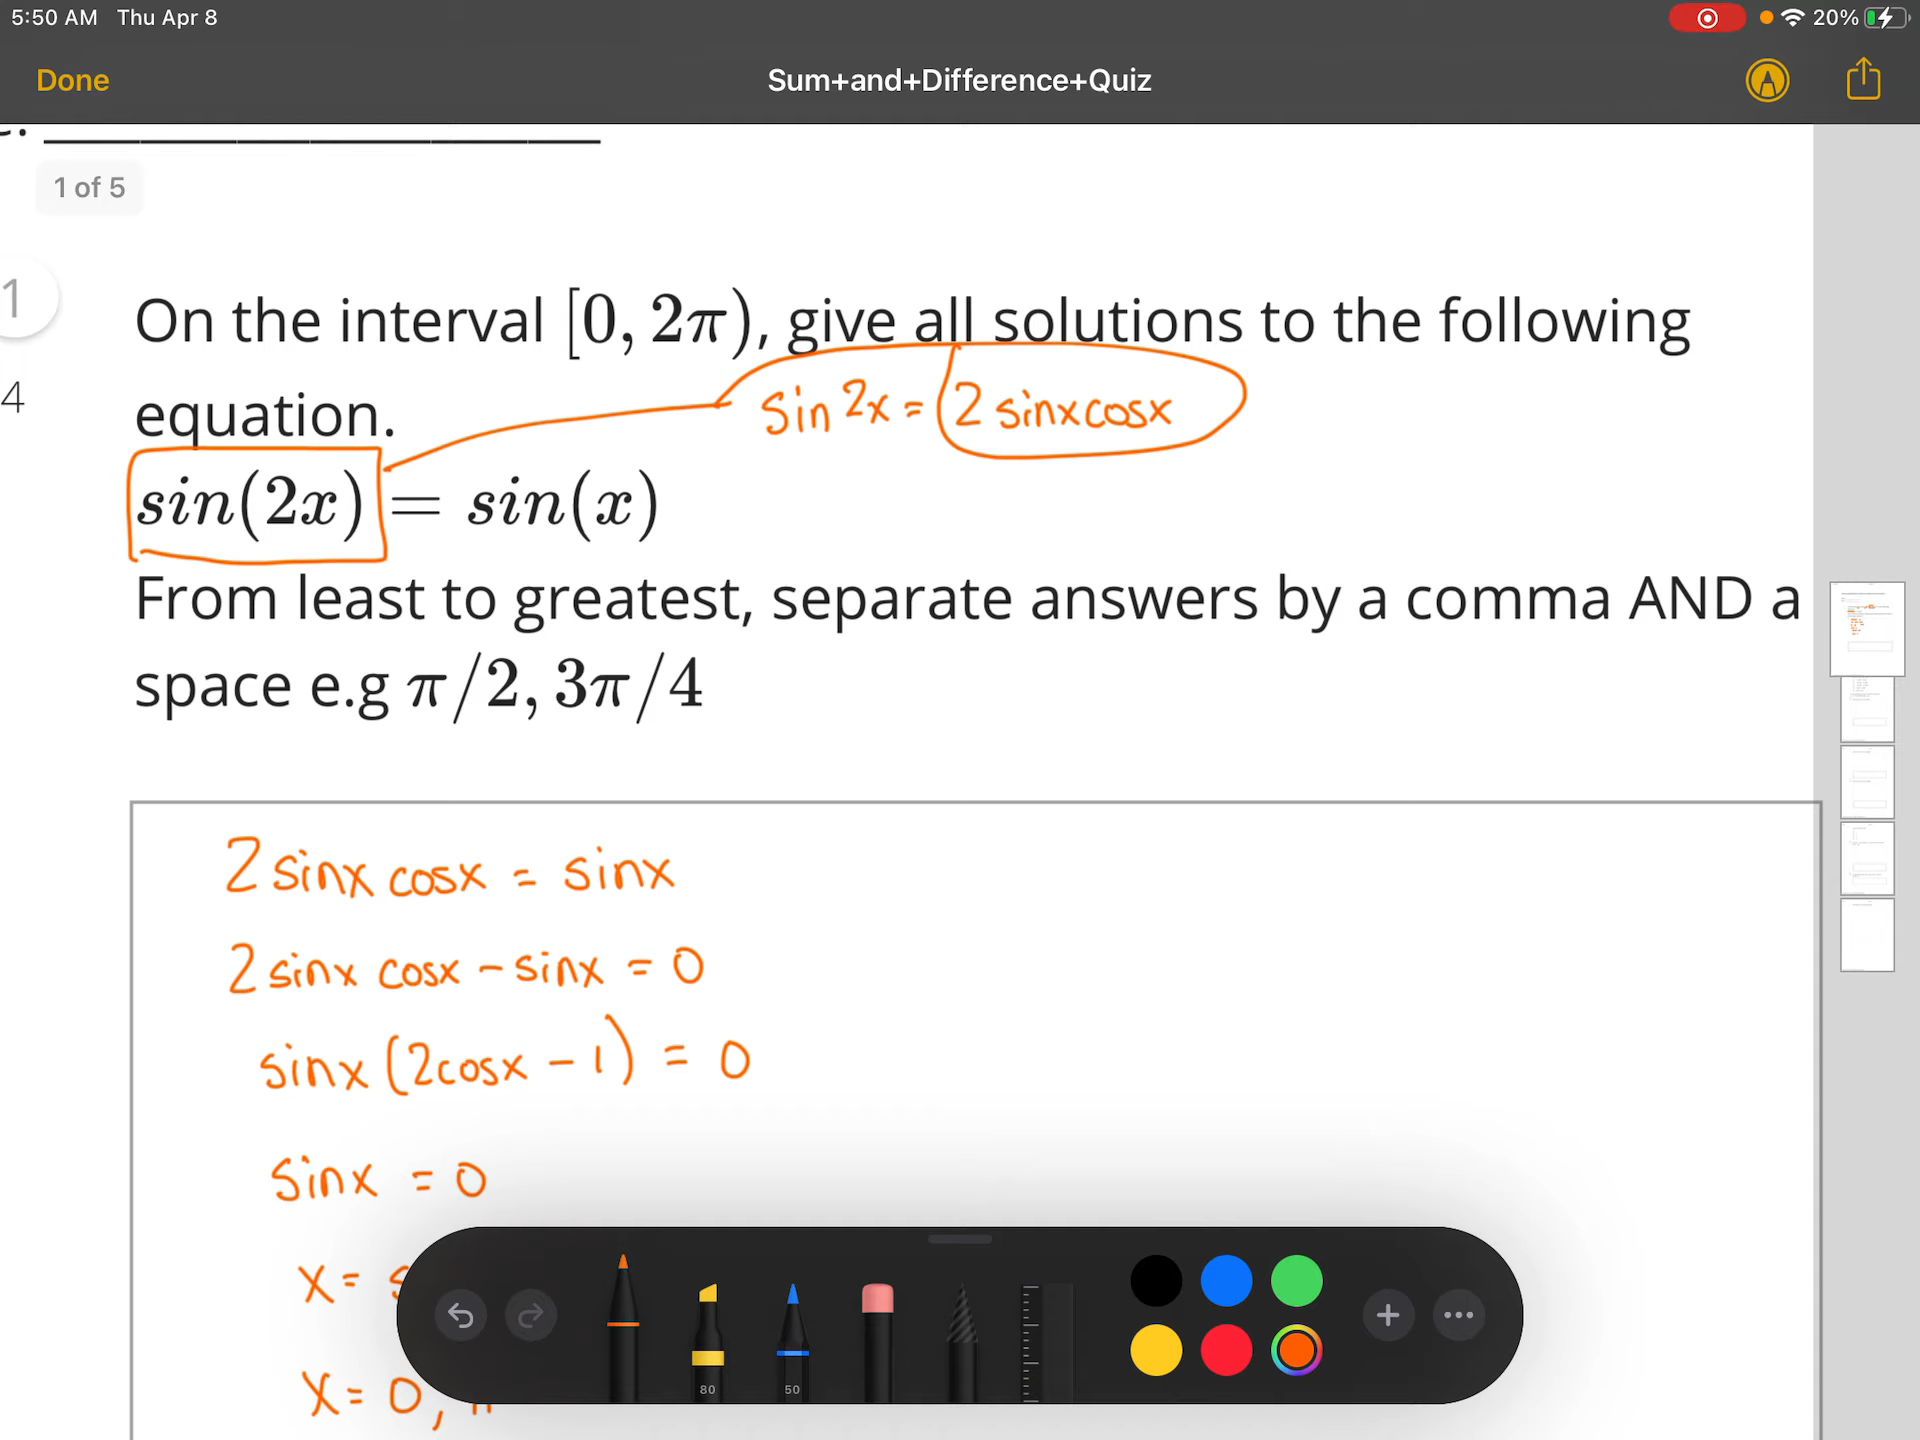 5:50 AM Thu Apr 8
20%
Done
Sum+and+Difference+Quiz
1 of 5
1
4
On the interval [0, 2π), give all solutions to the following
equation.
sin 2x = 2 sinx cosx
sin(2x) = sin(x)
From least to greatest, separate answers by a comma AND a
space e.g π/2, 3π/4
2 sinx cosx = sinx
2 sinx cosx - sinx = 0
sinx (2cosx - 1) = 0
sinx = 0
x =
x = 0,
80
50